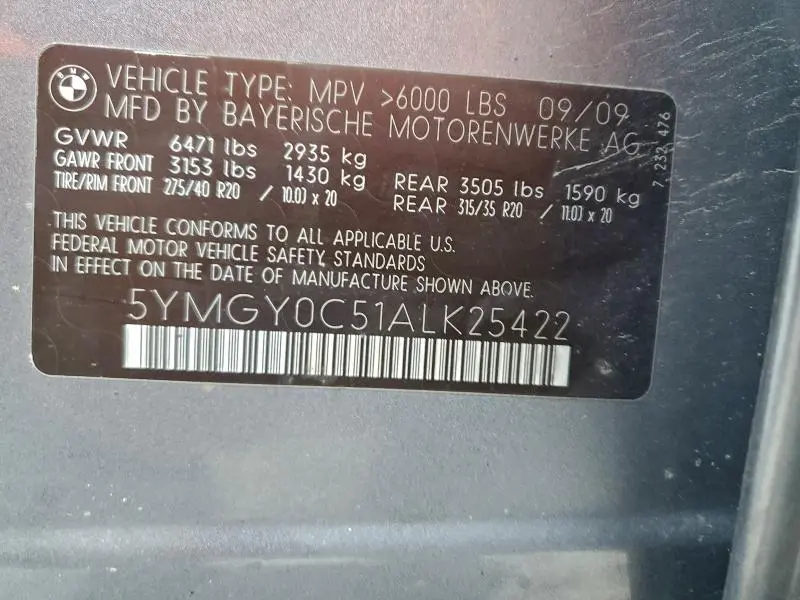 BMW
VEHICLE TYPE: MPV >6000 LBS 09/09
MFD BY BAYERISCHE MOTORENWERKE AG
GVWR 6471 lbs 2935 kg
GAWR FRONT 3153 lbs 1430 kg REAR 3505 lbs 1590 kg
TIRE/RIM FRONT 275/40 R20 / 10.0J x 20 REAR 315/35 R20 / 11.0J x 20
THIS VEHICLE CONFORMS TO ALL APPLICABLE U.S.
FEDERAL MOTOR VEHICLE SAFETY STANDARDS
IN EFFECT ON THE DATE OF MANUFACTURE SHOWN ABOVE.
5YMGY0C51ALK25422
7 232 476